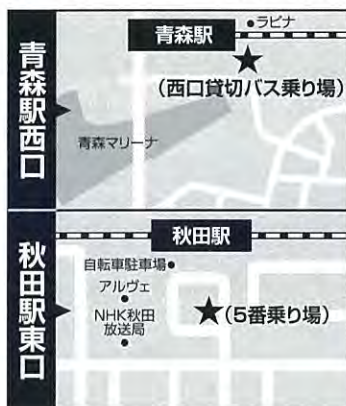 青森駅西口
青森駅
●ラビナ
★
(西口貸切バス乗り場)
青森マリーナ
秋田駅東口
秋田駅
自転車駐車場●
アルヴェ
●
NHK秋田
放送局
●
★(5番乗り場)